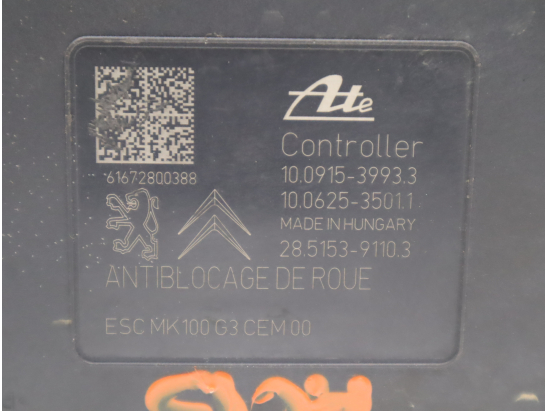 Ate
Controller
10.0915-3993.3
10.0625-3501.1
MADE IN HUNGARY
28.5153-9110.3
61672800388
ANTIBLOCAGE DE ROUE
ESC MK100 G3 CEM 00